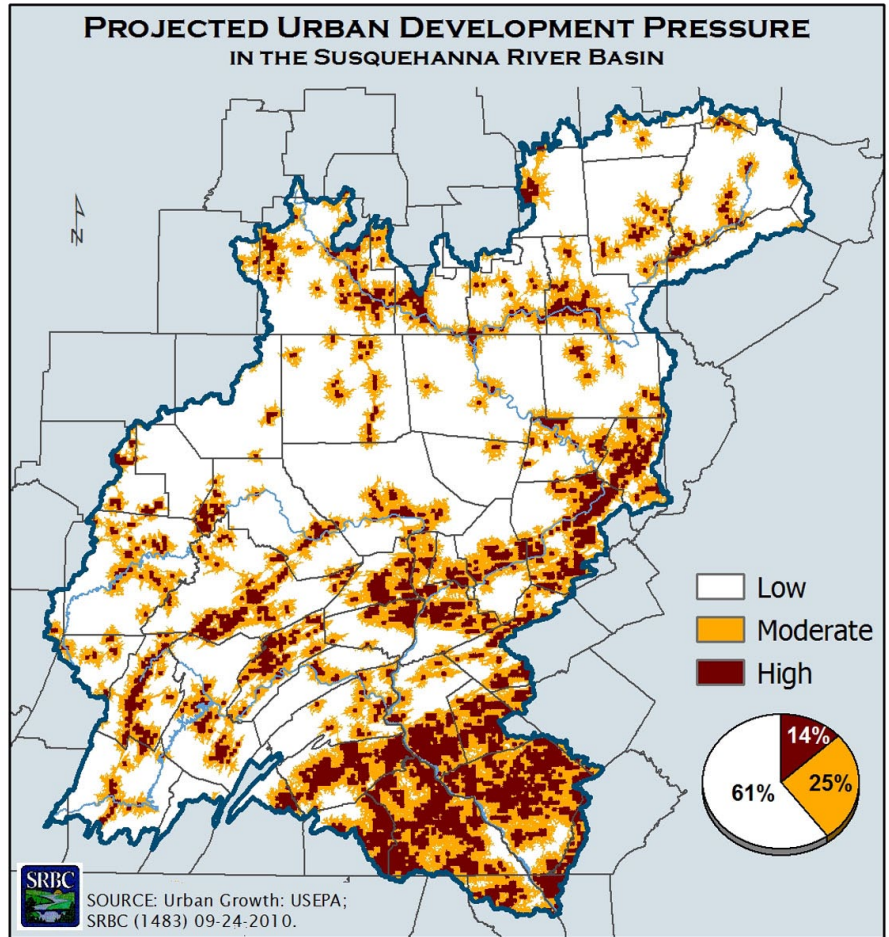 PROJECTED URBAN DEVELOPMENT PRESSURE
IN THE SUSQUEHANNA RIVER BASIN
N
Low
Moderate
High
14%
61%
25%
SRBC
SOURCE: Urban Growth: USEPA;
SRBC (1483) 09-24-2010.